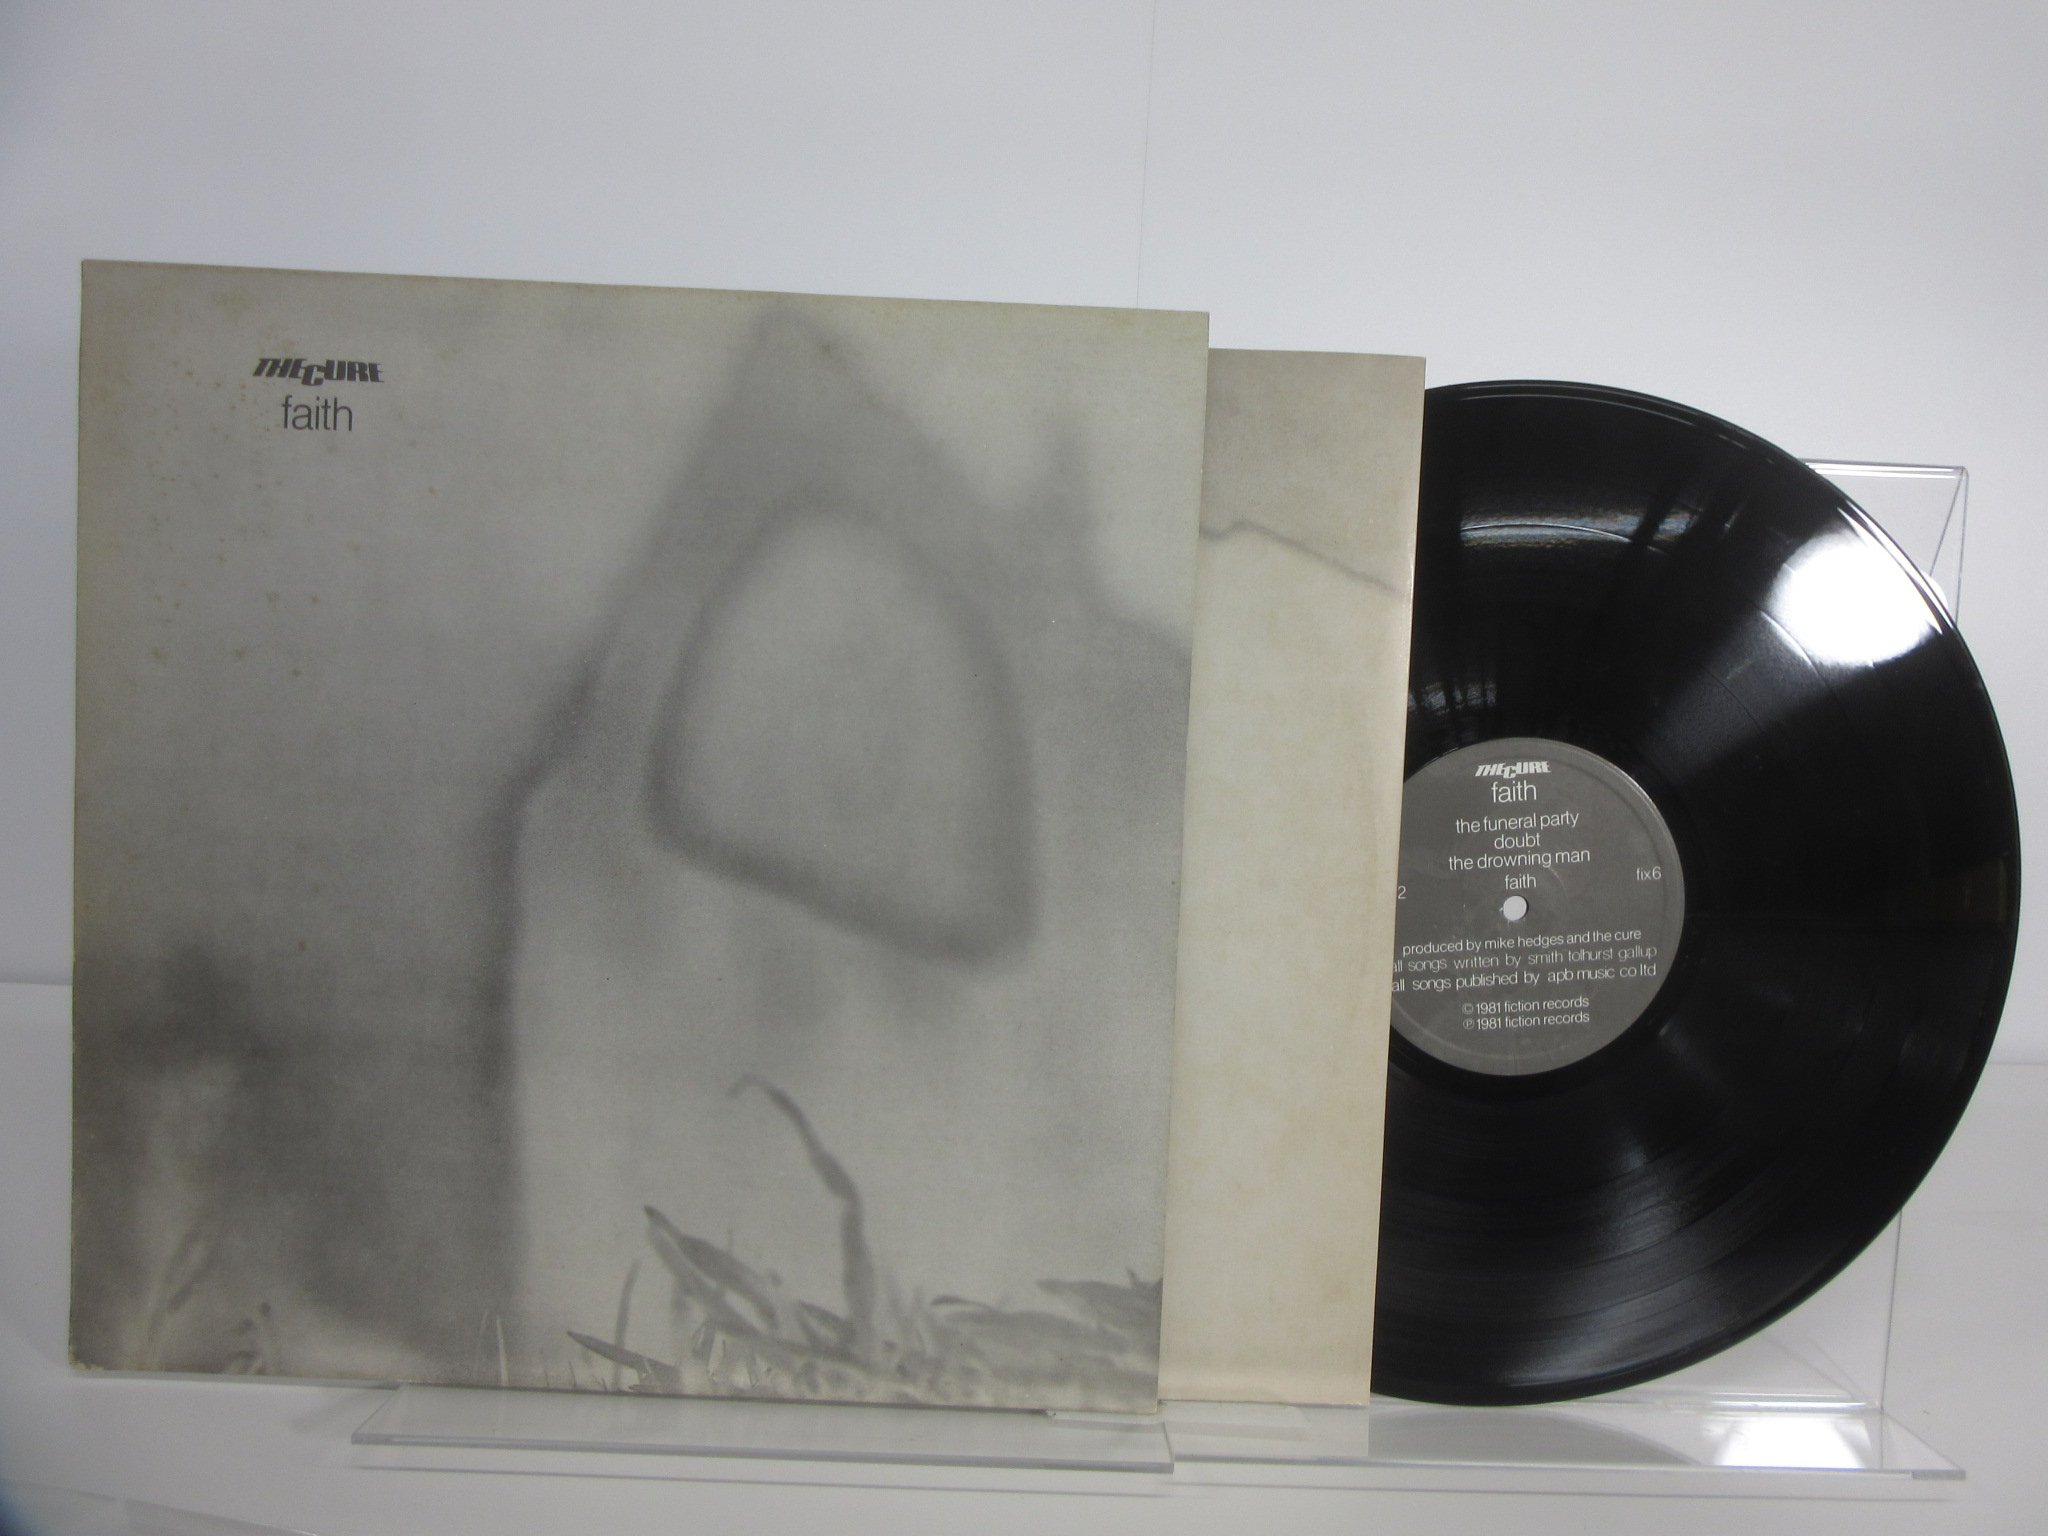 THE CURE
faith
THE CURE
faith
the funeral party
doubt
the drowning man
faith
2
fix6
produced by mike hedges and the cure
all songs written by smith tolhurst gallup
all songs published by apb music co ltd
© 1981 fiction records
℗ 1981 fiction records